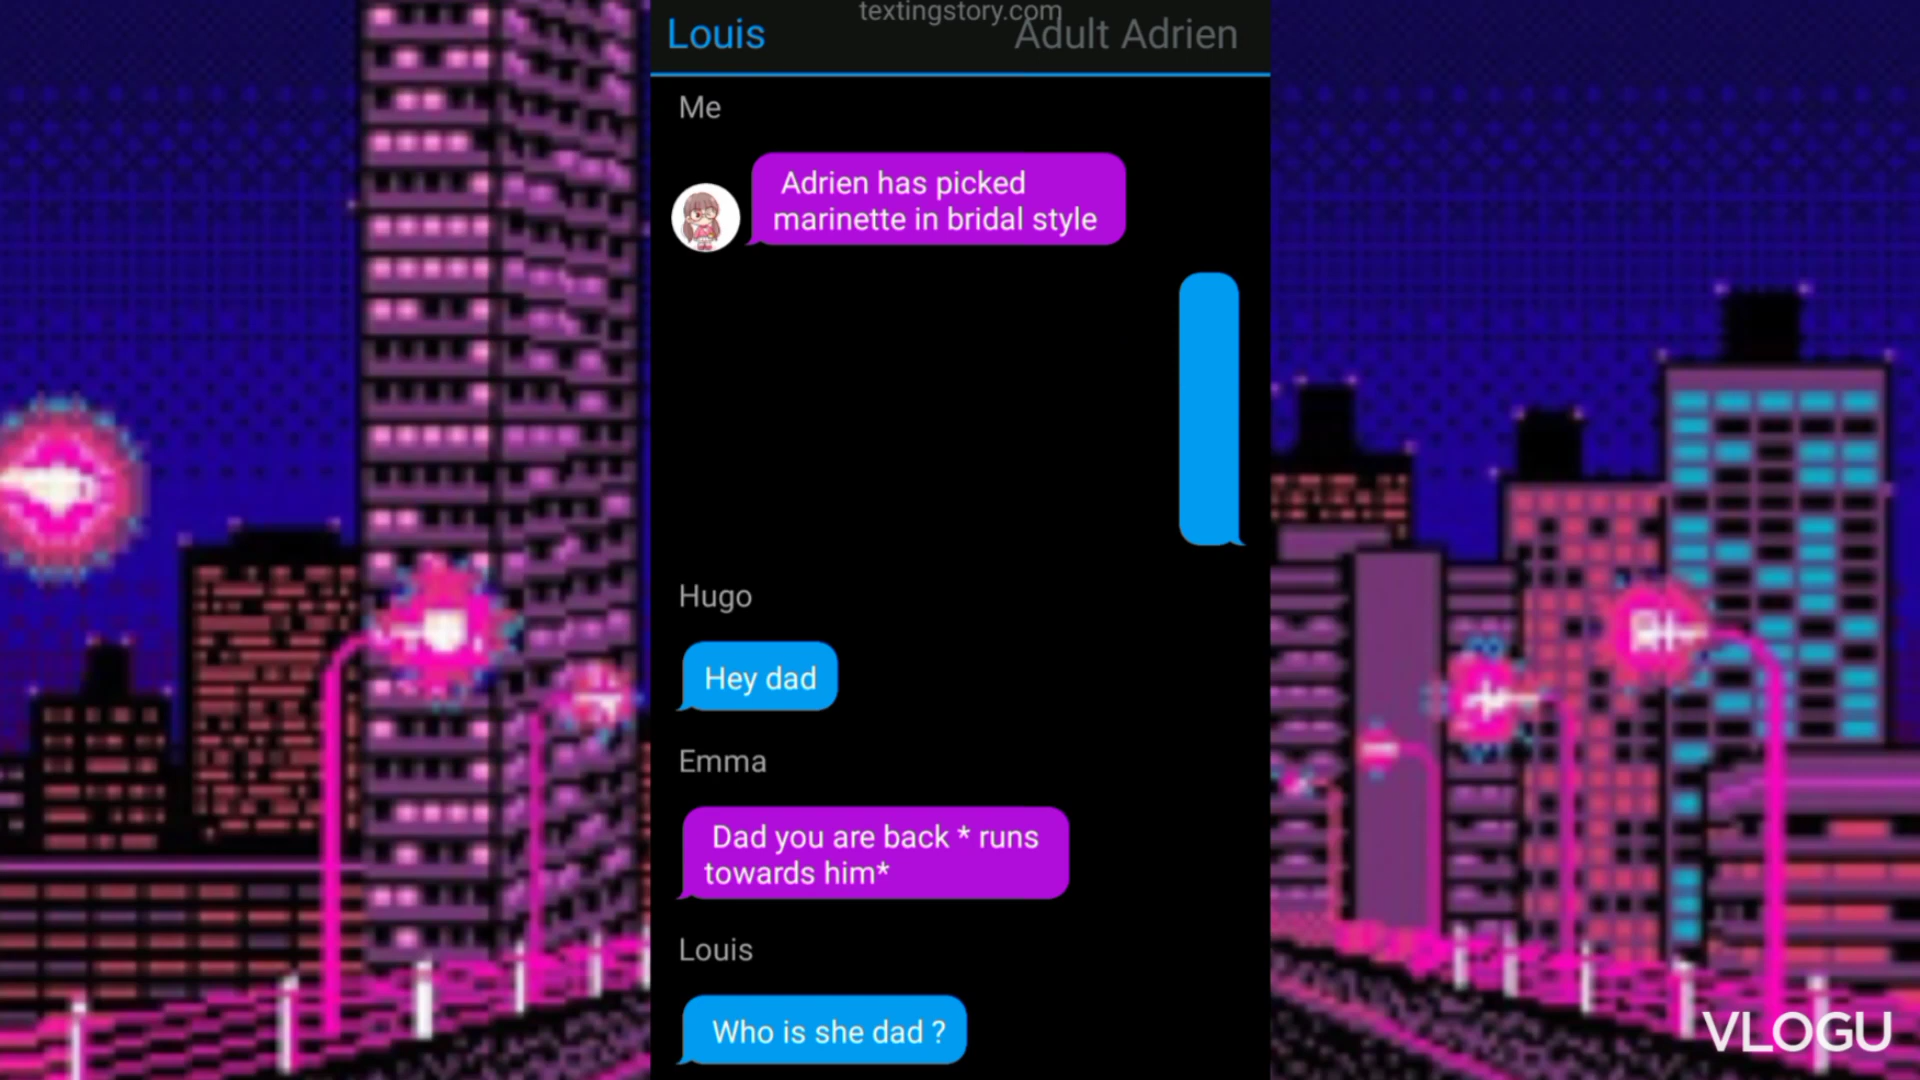 textingstory.com
Louis
Adult Adrien
Me
Adrien has picked
marinette in bridal style
Hugo
Hey dad
Emma
Dad you are back * runs
towards him*
Louis
Who is she dad ?
VLOGU